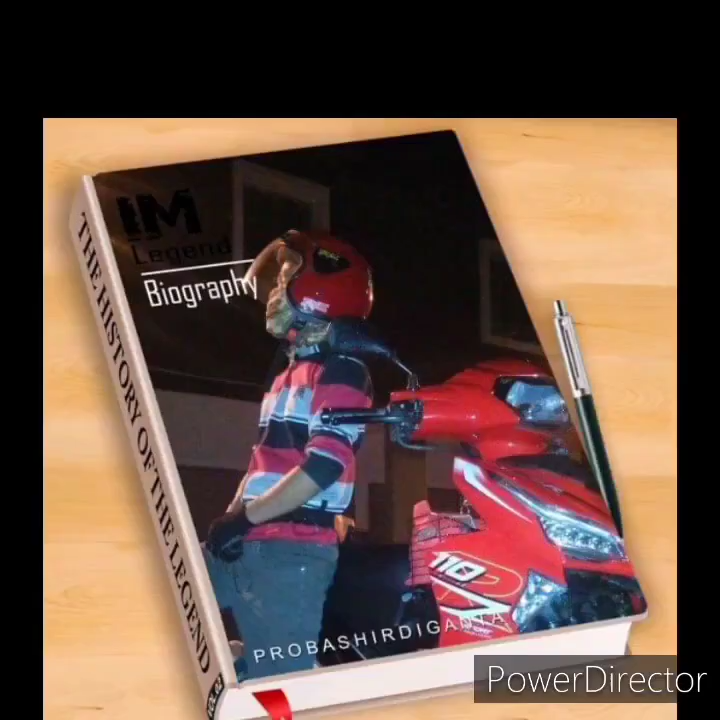 IM
Legend
Biography
THE HISTORY OF THE LEGEND
110
PROBASHIRDIGANTA
PowerDirector